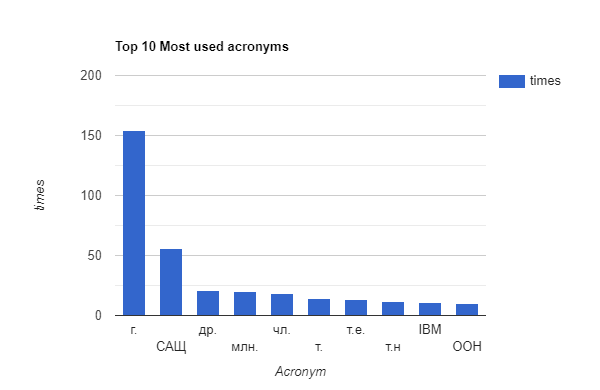 Top 10 Most used acronyms
200
times
150
100
50
0
times
г.
САЩ
др.
млн.
чл.
т.
т.е.
т.н
IBM
ООН
Acronym